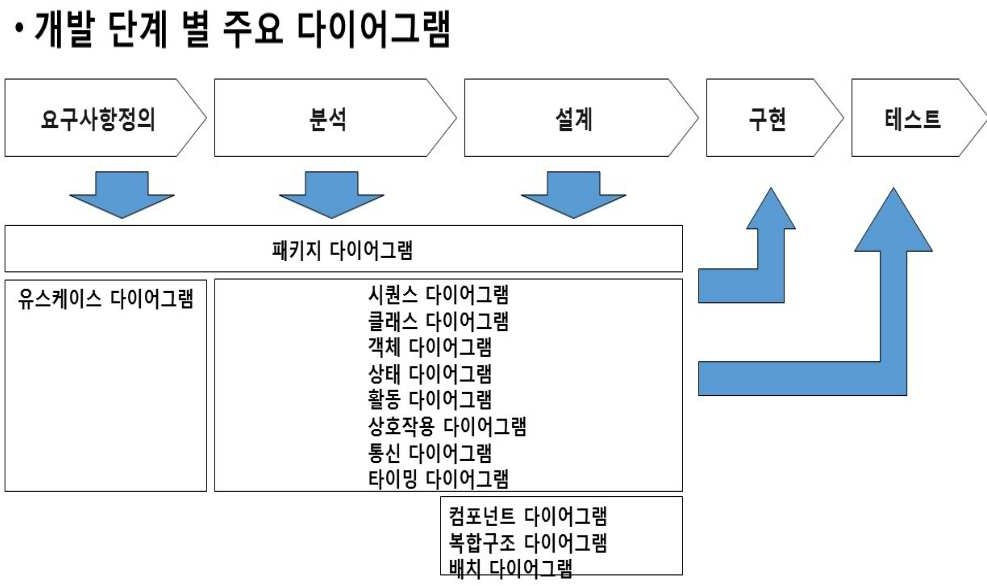 • 개발 단계 별 주요 다이어그램
요구사항정의
분석
설계
구현
테스트
패키지 다이어그램
유스케이스 다이어그램
시퀀스 다이어그램
클래스 다이어그램
객체 다이어그램
상태 다이어그램
활동 다이어그램
상호작용 다이어그램
통신 다이어그램
타이밍 다이어그램
컴포넌트 다이어그램
복합구조 다이어그램
배치 다이어그램